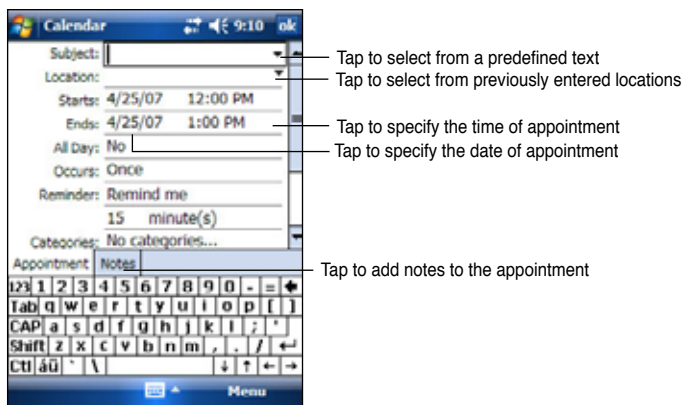 Calendar 9:10 ok
Subject:
Tap to select from a predefined text
Location:
Tap to select from previously entered locations
Starts: 4/25/07 12:00 PM
Ends: 4/25/07 1:00 PM
Tap to specify the time of appointment
All Day: No
Tap to specify the date of appointment
Occurs: Once
Reminder: Remind me
15 minute(s)
Categories: No categories...
Appointment Notes
Tap to add notes to the appointment
123 1 2 3 4 5 6 7 8 9 0 - =
Tab q w e r t y u i o p [ ]
CAP a s d f g h j k l ; '
Shift z x c v b n m , . /
Ctl áü ` \
Menu